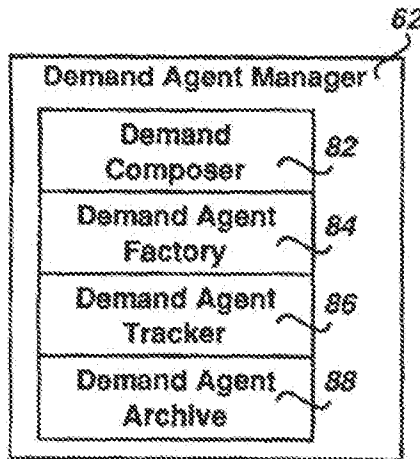 62
Demand Agent Manager
Demand
Composer
82
Demand Agent
Factory
84
Demand Agent
Tracker
86
Demand Agent
Archive
88